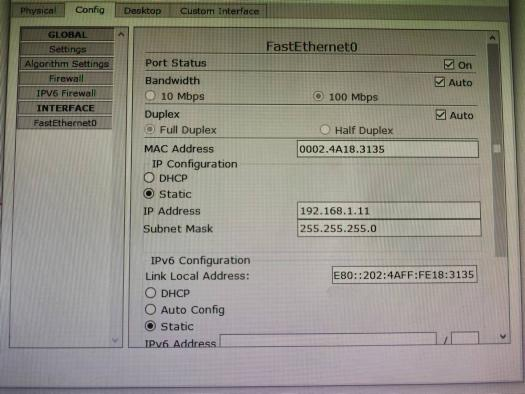 Physical Config Desktop Custom Interface
GLOBAL
Settings
Algorithm Settings
Firewall
IPV6 Firewall
INTERFACE
FastEthernet0
FastEthernet0
Port Status On
Bandwidth Auto
10 Mbps 100 Mbps
Duplex Auto
Full Duplex Half Duplex
MAC Address 0002.4A18.3135
IP Configuration
DHCP
Static
IP Address 192.168.1.11
Subnet Mask 255.255.255.0
IPv6 Configuration
Link Local Address: E80::202:4AFF:FE18:3135
DHCP
Auto Config
Static
IPv6 Address /